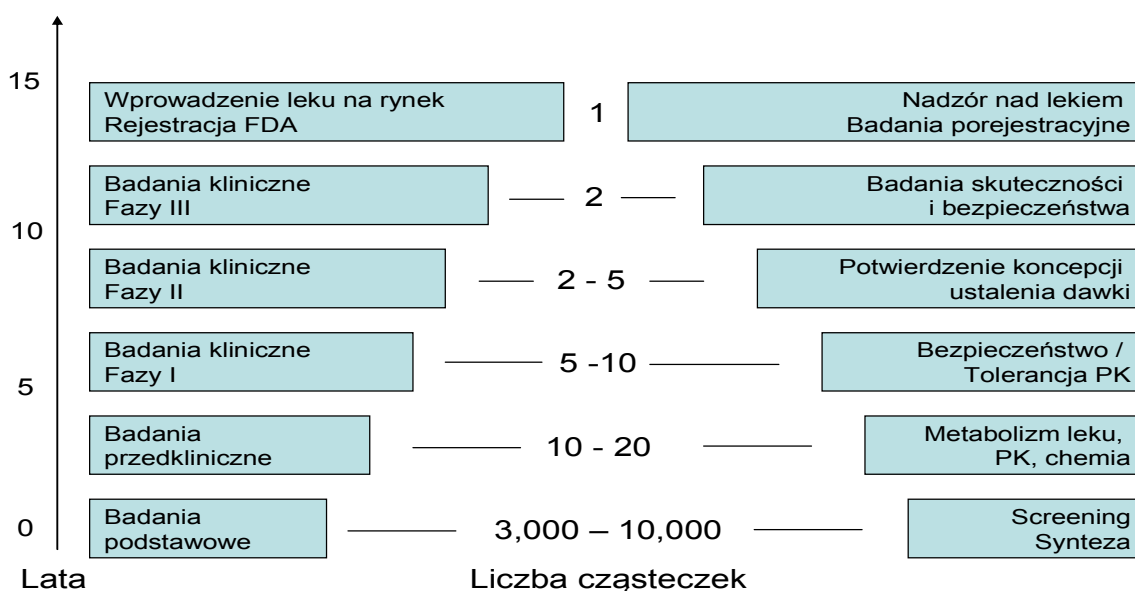 15
Wprowadzenie leku na rynek
Rejestracja FDA
1
Nadzór nad lekiem
Badania porejestracyjne
Badania kliniczne
Fazy III
2
Badania skuteczności
i bezpieczeństwa
10
Badania kliniczne
Fazy II
2 - 5
Potwierdzenie koncepcji
ustalenia dawki
Badania kliniczne
Fazy I
5 -10
Bezpieczeństwo /
Tolerancja PK
5
Badania
przedkliniczne
10 - 20
Metabolizm leku,
PK, chemia
0
Badania
podstawowe
3,000 – 10,000
Screening
Synteza
Lata
Liczba cząsteczek